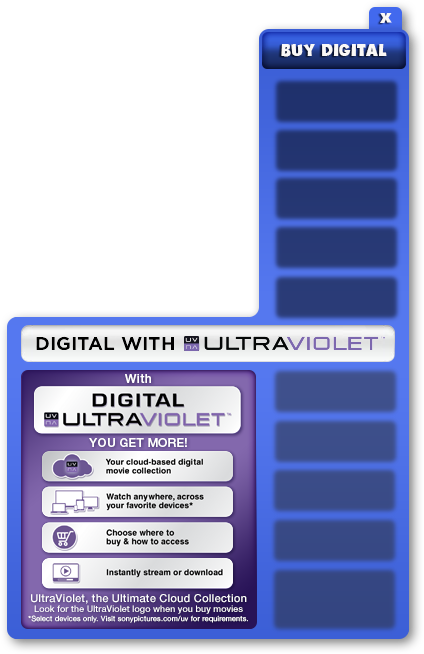 X
BUY DIGITAL
DIGITAL WITH UV ULTRAVIOLET™
With
DIGITAL
UV ULTRAVIOLET™
YOU GET MORE!
UV
Your cloud-based digital
movie collection
Watch anywhere, across
your favorite devices*
Choose where to
buy & how to access
Instantly stream or download
UltraViolet, the Ultimate Cloud Collection
Look for the UltraViolet logo when you buy movies
*Select devices only. Visit sonypictures.com/uv for requirements.